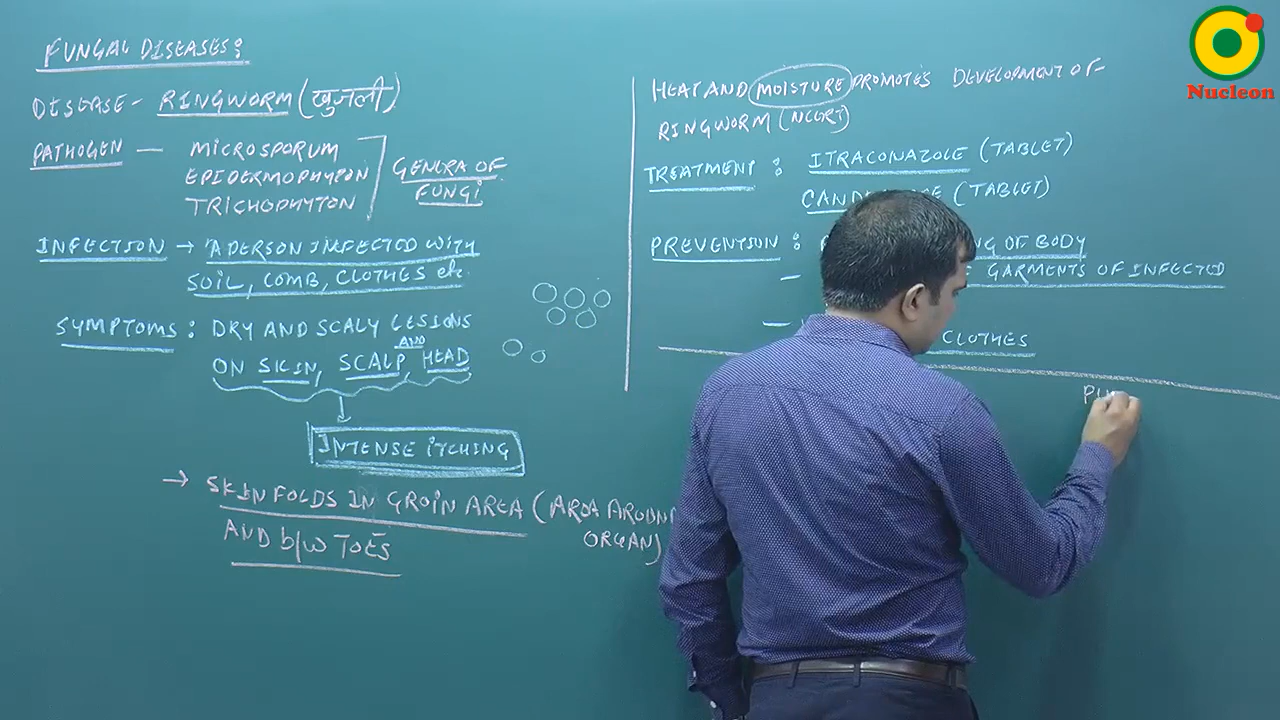 FUNGAL DISEASES:
DISEASE - RINGWORM (खुजली)
PATHOGEN — MICROSPORUM
EPIDERMOPHYTON
TRICHOPHYTON
GENERA OF
FUNGI
INFECTION → A PERSON INFECTED WITH
SOIL, COMB, CLOTHES etc.
SYMPTOMS: DRY AND SCALY LESIONS
ON SKIN, SCALP, AND HEAD
INTENSE ITCHING
→ SKIN FOLDS IN GROIN AREA (AREA AROUND
ORGAN)
AND b/w TOES
HEAT AND MOISTURE PROMOTES DEVELOPMENT OF
RINGWORM (NCERT)
TREATMENT: ITRACONAZOLE (TABLET)
(TABLET)
PREVENTION: OF BODY
- GARMENTS OF INFECTED
- CLOTHES
Nucleon